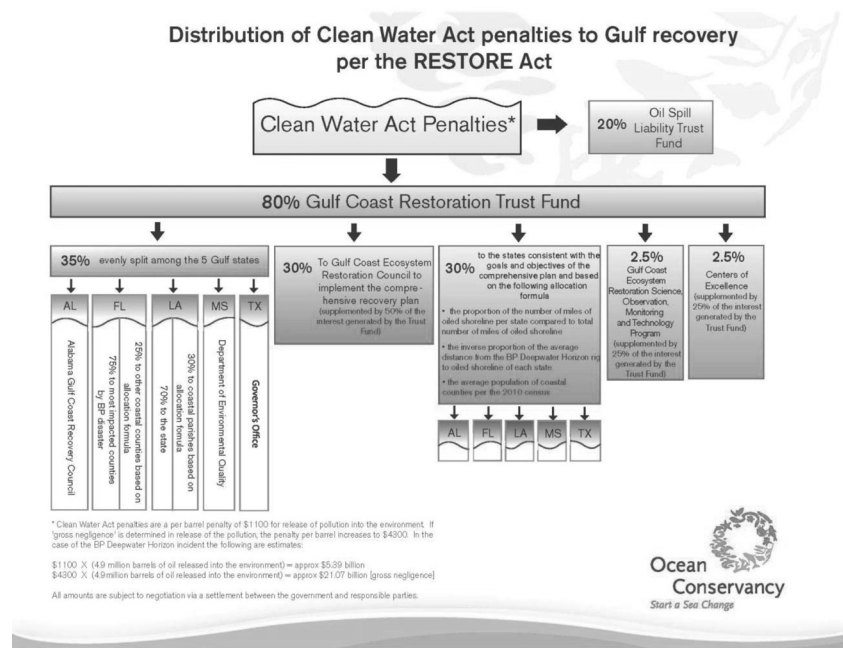 Distribution of Clean Water Act penalties to Gulf recovery
per the RESTORE Act
Clean Water Act Penalties*
20% Oil Spill
Liability Trust
Fund
80% Gulf Coast Restoration Trust Fund
35% evenly split among the 5 Gulf states
AL
FL
LA
MS
TX
Alabama Gulf Coast Recovery Council
75% to most impacted counties
by BP disaster
25% to other coastal counties based on
allocation formula
70% to the state
30% to coastal parishes based on
allocation fomula
Department of Environmental Quality
Governor's Office
30% To Gulf Coast Ecosystem
Restoration Council to
implement the compre-
hensive recovery plan
(supplemented by 50% of the
interest generated by the Trust
Fund)
30% to the states consistent with the
goals and objectives of the
comprehensive plan and based
on the following allocation
formula
• the proportion of the number of miles of
oiled shoreline per state compared to total
number of miles of oiled shoreline
• the inverse proportion of the average
distance from the BP Deepwater Horizon rig
to oiled shoreline of each state
• the average population of coastal
counties per the 2010 census
AL
FL
LA
MS
TX
2.5%
Gulf Coast
Ecosystem
Restoration Science,
Observation,
Monitoring
and Technology
Program
(supplemented by
25% of the interest
generated by the
Trust Fund)
2.5%
Centers of
Excellence
(supplemented by
25% of the interest
generated by the
Trust Fund)
* Clean Water Act penalties are a per barrel penalty of $1100 for release of pollution into the environment. If
'gross negligence' is determined in release of the pollution, the penalty per barrel increases to $4300. In the
case of the BP Deepwater Horizon incident the following are estimates:
$1100 X (4.9 million barrels of oil released into the environment) = approx $5.39 billion
$4300 X (4.9million barrels of oil released into the environment) = approx $21.07 billion [gross negligence]
All amounts are subject to negotiation via a settlement between the government and responsible parties.
Ocean
Conservancy
Start a Sea Change